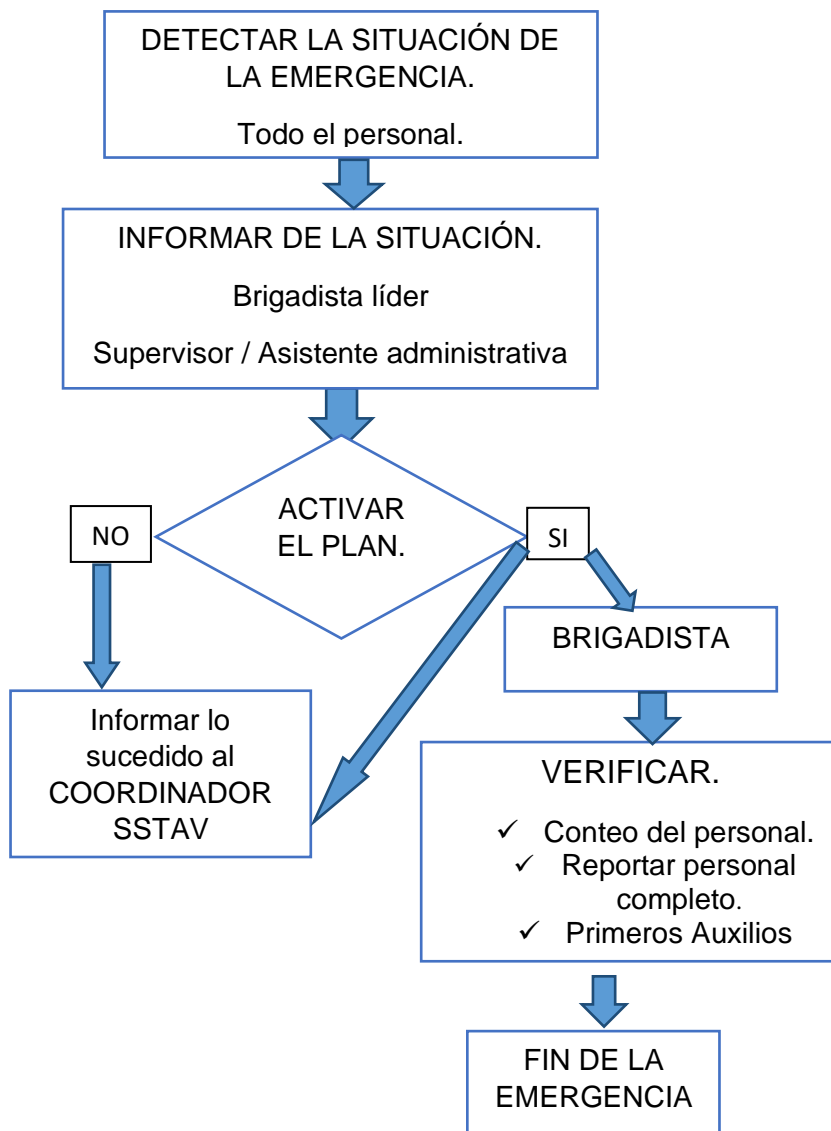 DETECTAR LA SITUACIÓN DE
LA EMERGENCIA.
Todo el personal.
INFORMAR DE LA SITUACIÓN.
Brigadista líder
Supervisor / Asistente administrativa
ACTIVAR
EL PLAN.
NO
SI
BRIGADISTA
Informar lo
sucedido al
COORDINADOR
SSTAV
VERIFICAR.
✓ Conteo del personal.
✓ Reportar personal
completo.
✓ Primeros Auxilios
FIN DE LA
EMERGENCIA